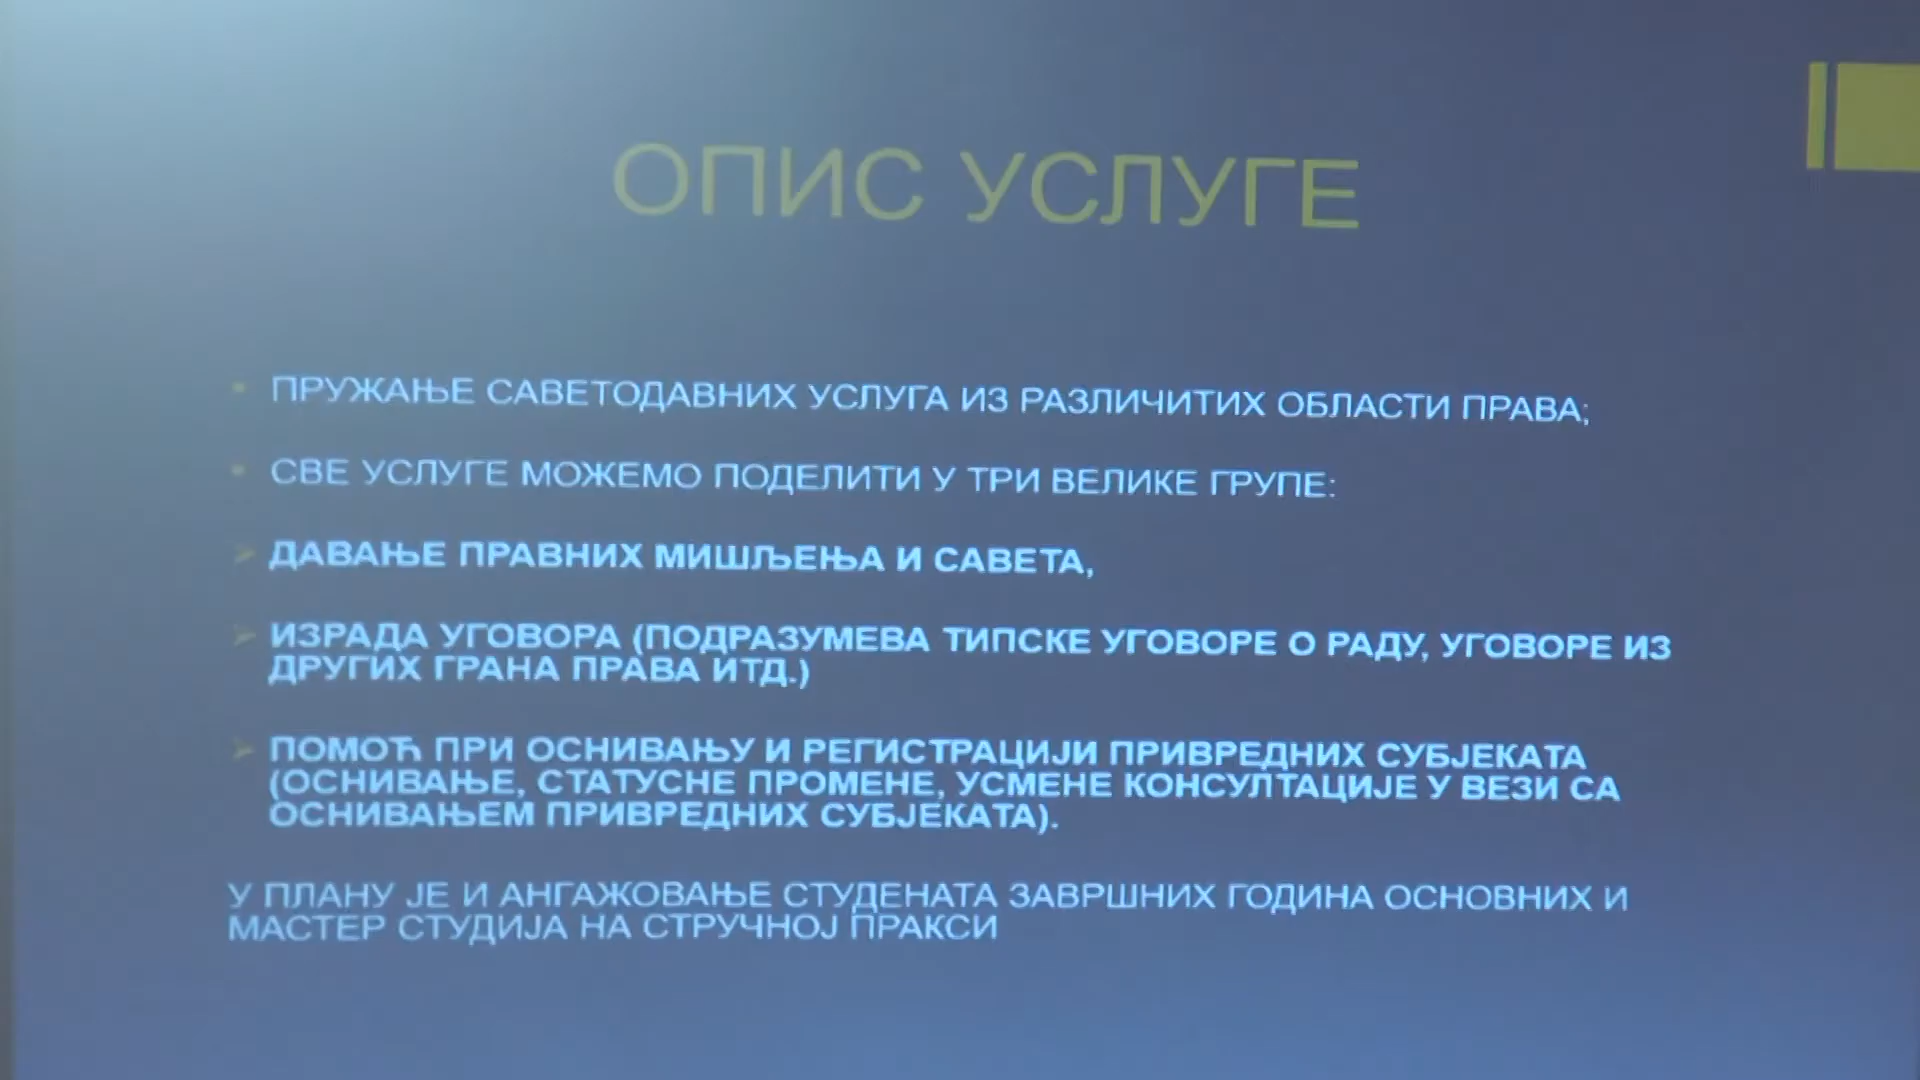 ОПИС УСЛУГЕ
• ПРУЖАЊЕ САВЕТОДАВНИХ УСЛУГА ИЗ РАЗЛИЧИТИХ ОБЛАСТИ ПРАВА;
• СВЕ УСЛУГЕ МОЖЕМО ПОДЕЛИТИ У ТРИ ВЕЛИКЕ ГРУПЕ:
➢ ДАВАЊЕ ПРАВНИХ МИШЉЕЊА И САВЕТА,
➢ ИЗРАДА УГОВОРА (ПОДРАЗУМЕВА ТИПСКЕ УГОВОРЕ О РАДУ, УГОВОРЕ ИЗ
ДРУГИХ ГРАНА ПРАВА ИТД.)
➢ ПОМОЋ ПРИ ОСНИВАЊУ И РЕГИСТРАЦИЈИ ПРИВРЕДНИХ СУБЈЕКАТА
(ОСНИВАЊЕ, СТАТУСНЕ ПРОМЕНЕ, УСМЕНЕ КОНСУЛТАЦИЈЕ У ВЕЗИ СА
ОСНИВАЊЕМ ПРИВРЕДНИХ СУБЈЕКАТА).
У ПЛАНУ ЈЕ И АНГАЖОВАЊЕ СТУДЕНАТА ЗАВРШНИХ ГОДИНА ОСНОВНИХ И
МАСТЕР СТУДИЈА НА СТРУЧНОЈ ПРАКСИ